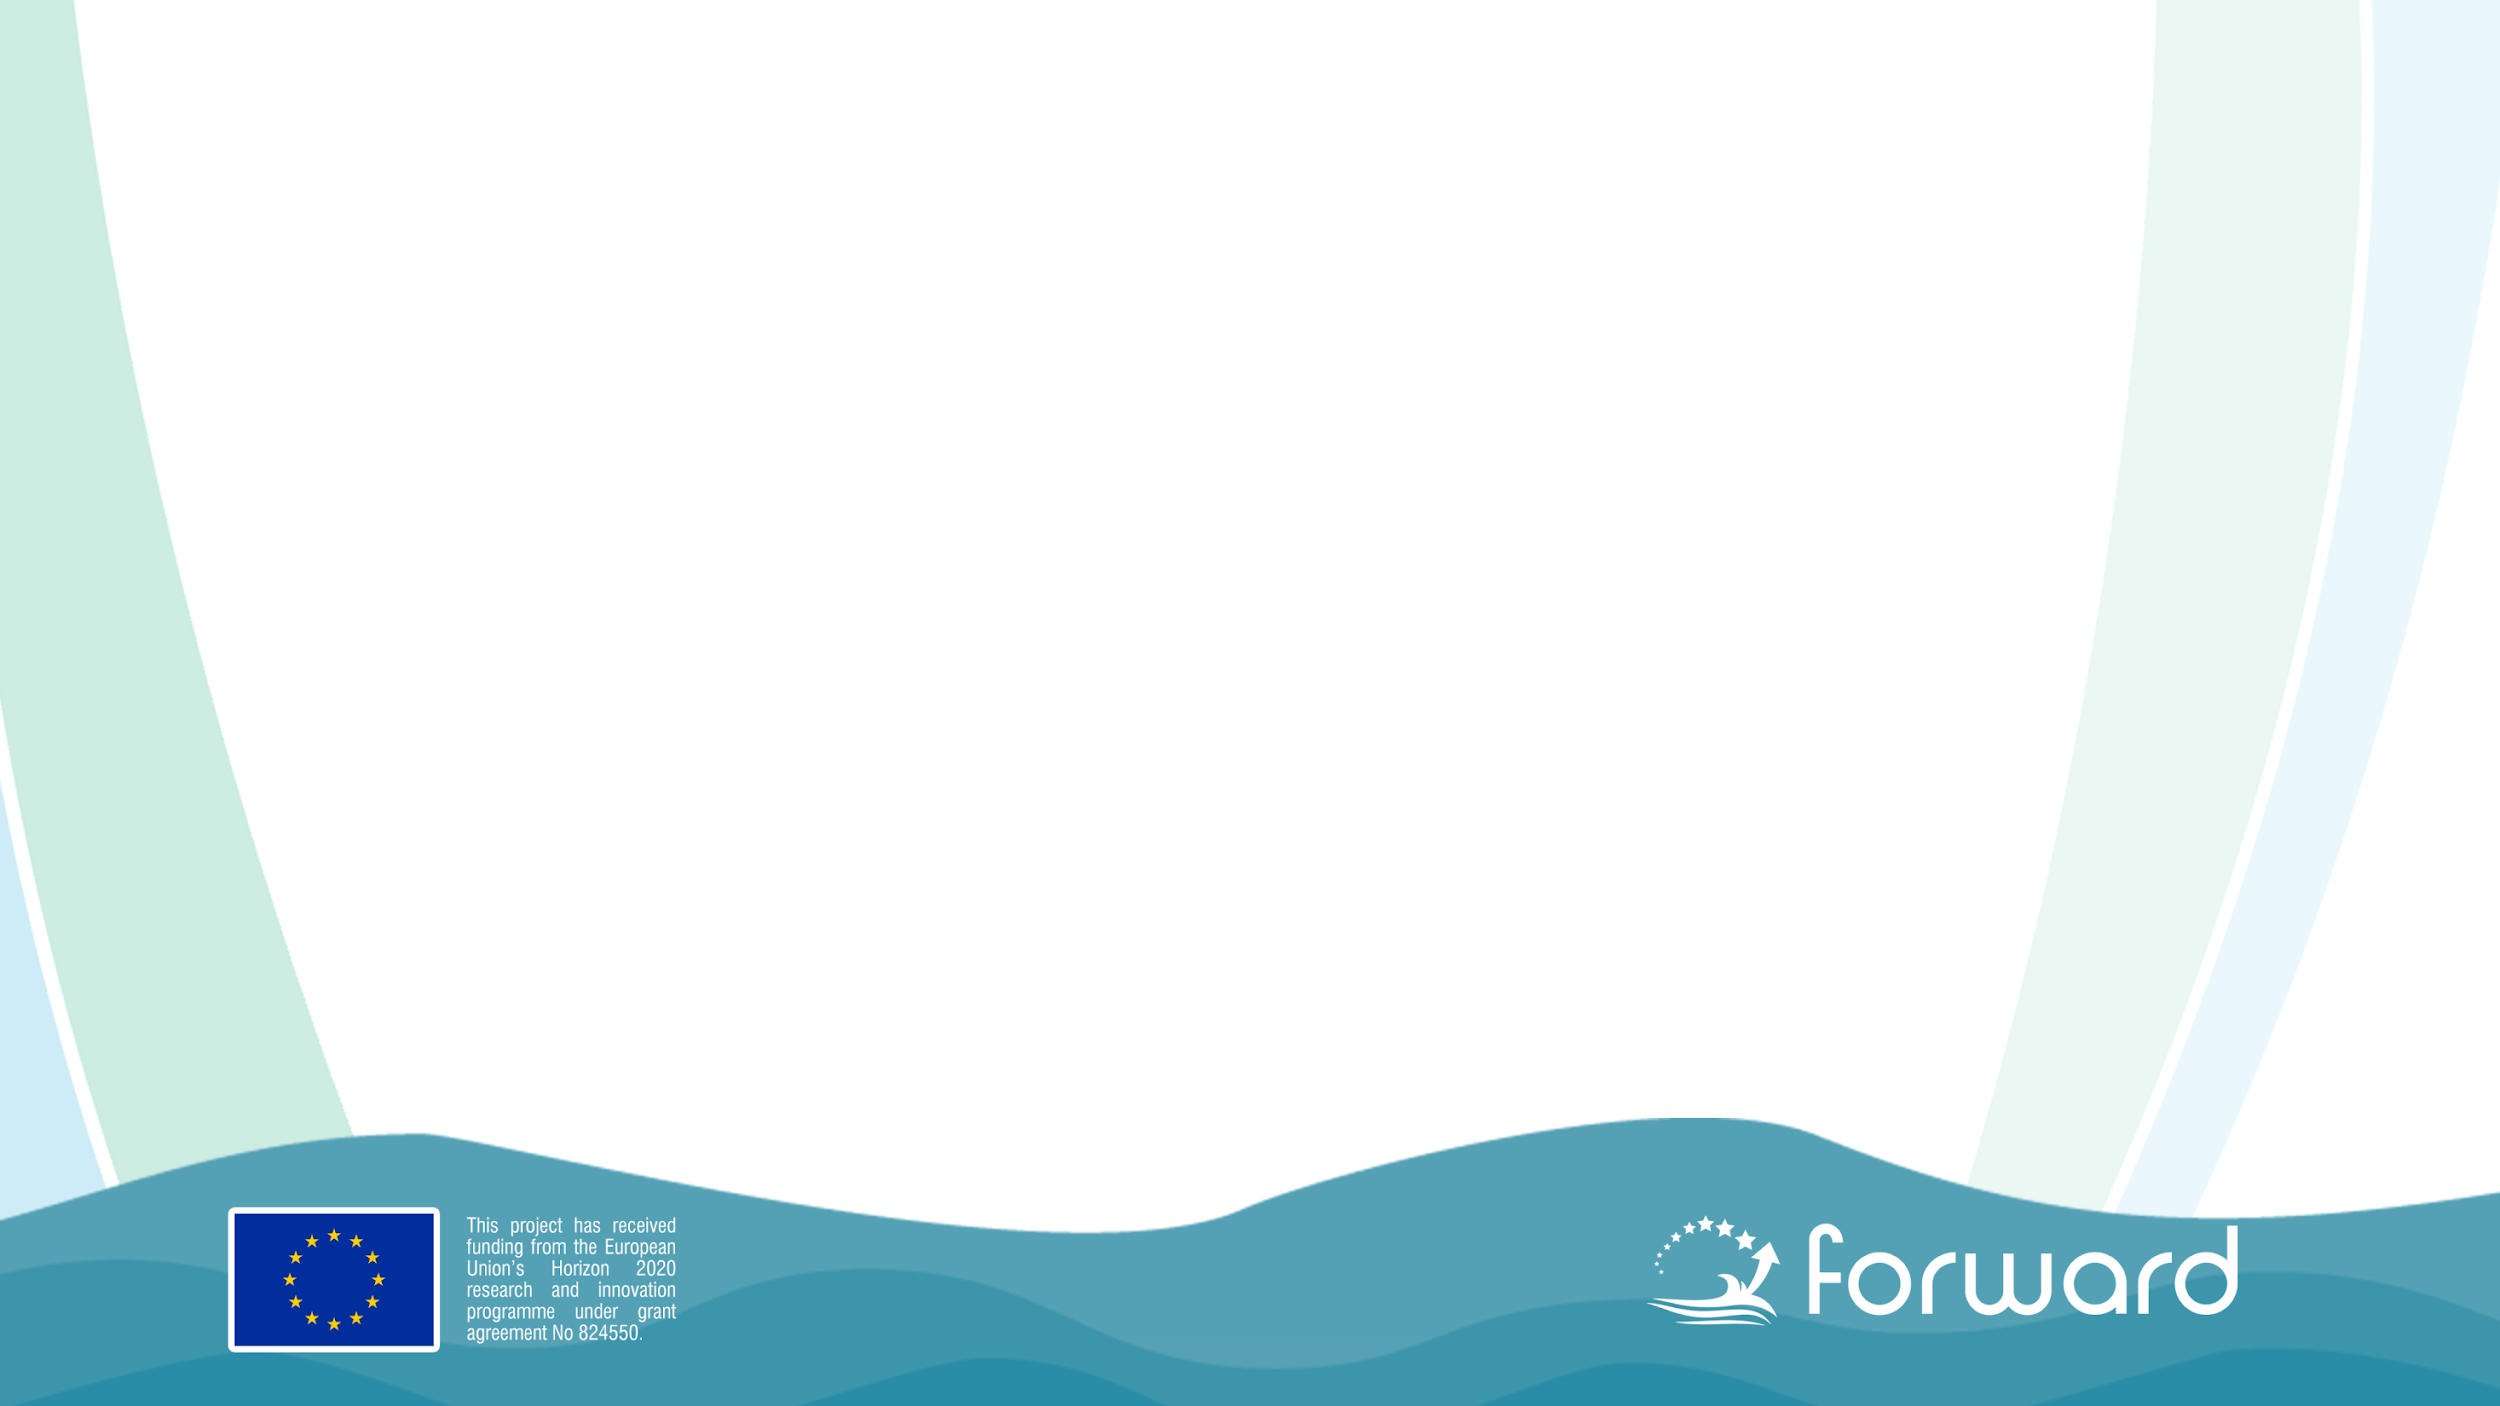 This project has received
funding from the European
Union's Horizon 2020
research and innovation
programme under grant
agreement No 824550.
forward